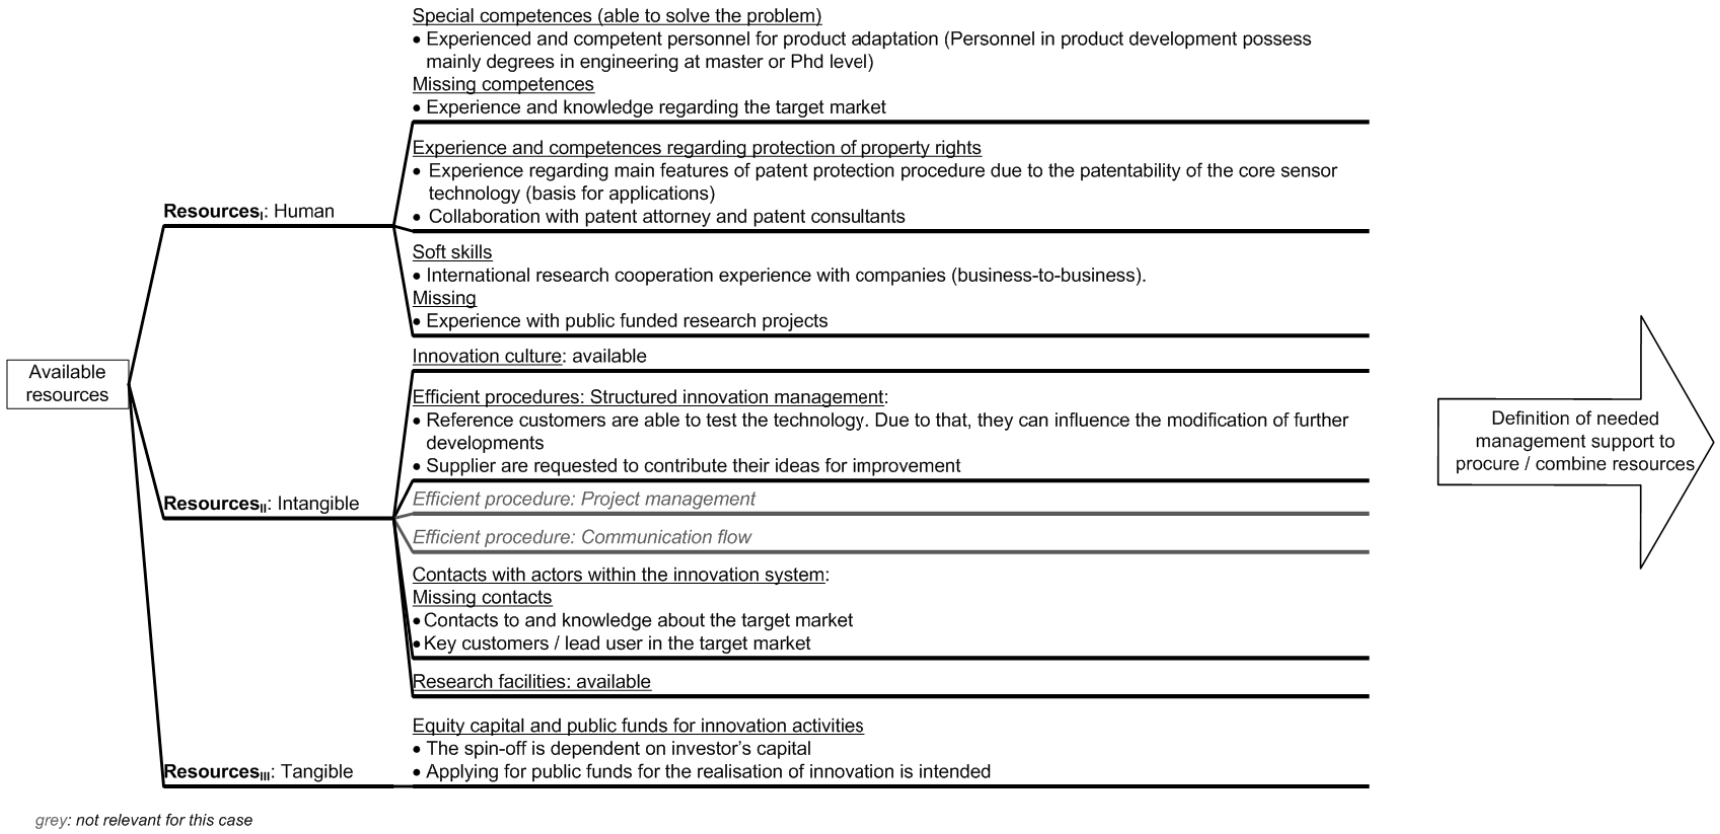 Special competences (able to solve the problem)
• Experienced and competent personnel for product adaptation (Personnel in product development possess
mainly degrees in engineering at master or Phd level)
Missing competences
• Experience and knowledge regarding the target market
Experience and competences regarding protection of property rights
• Experience regarding main features of patent protection procedure due to the patentability of the core sensor
technology (basis for applications)
• Collaboration with patent attorney and patent consultants
Resources_I: Human
Soft skills
• International research cooperation experience with companies (business-to-business).
Missing
• Experience with public funded research projects
Innovation culture: available
Available
resources
Efficient procedures: Structured innovation management:
• Reference customers are able to test the technology. Due to that, they can influence the modification of further
developments
• Supplier are requested to contribute their ideas for improvement
Resources_II: Intangible
Efficient procedure: Project management
Efficient procedure: Communication flow
Contacts with actors within the innovation system:
Missing contacts
• Contacts to and knowledge about the target market
• Key customers / lead user in the target market
Research facilities: available
Equity capital and public funds for innovation activities
• The spin-off is dependent on investor's capital
• Applying for public funds for the realisation of innovation is intended
Resources_III: Tangible
Definition of needed
management support to
procure / combine resources
grey: not relevant for this case